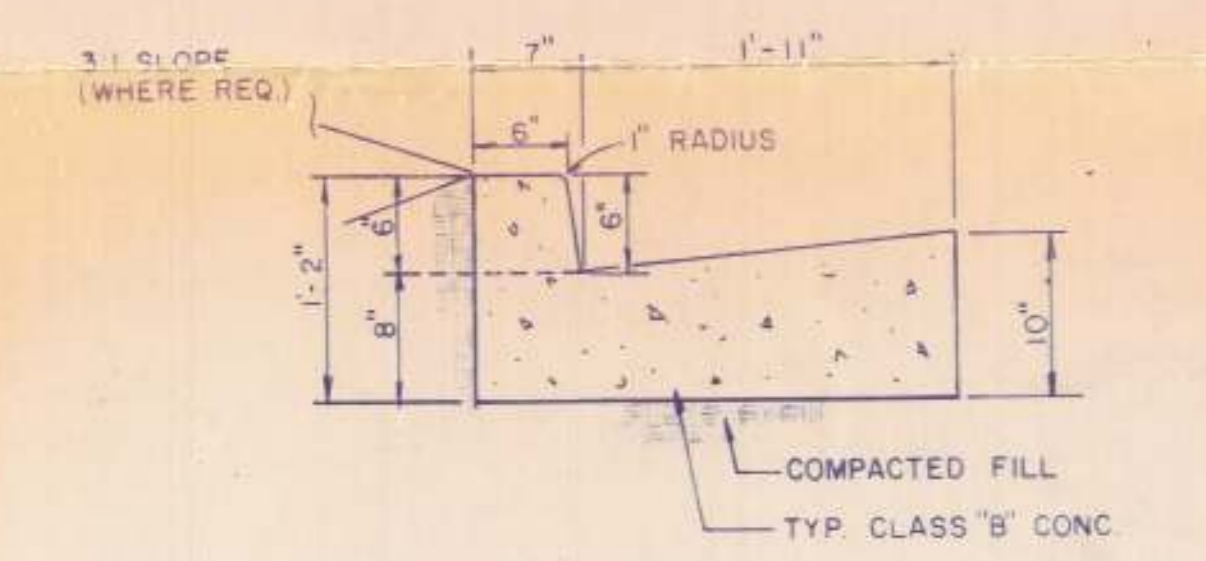 7"
1'-11"
3:1 SLOPE
(WHERE REQ.)
6"
1" RADIUS
6"
6"
1'-2"
8"
10"
COMPACTED FILL
TYP. CLASS "B" CONC.